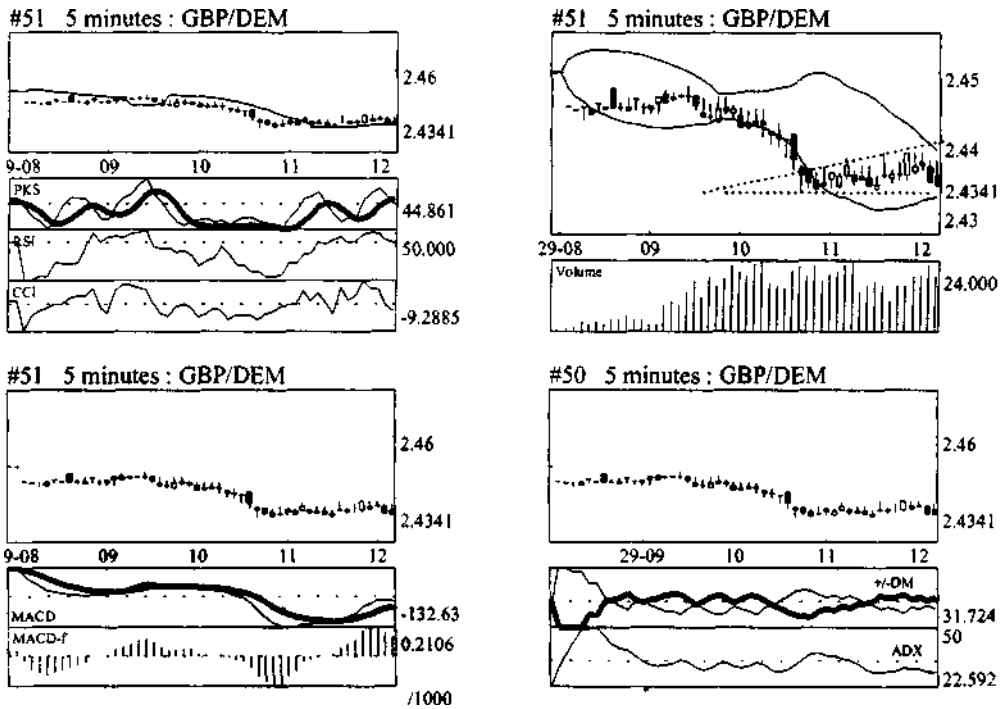 #51 5 minutes : GBP/DEM
2.46
2.4341
9-08 09 10 11 12
PKS
44.861
RSI
50.000
CCI
-9.2885
#51 5 minutes : GBP/DEM
2.45
2.44
2.4341
2.43
29-08 09 10 11 12
Volume
24.000
#51 5 minutes : GBP/DEM
2.46
2.4341
9-08 09 10 11 12
MACD
-132.63
MACD-f
0.2106
/1000
#50 5 minutes : GBP/DEM
2.46
2.4341
29-09 10 11 12
+/-DM
31.724
50
ADX
22.592